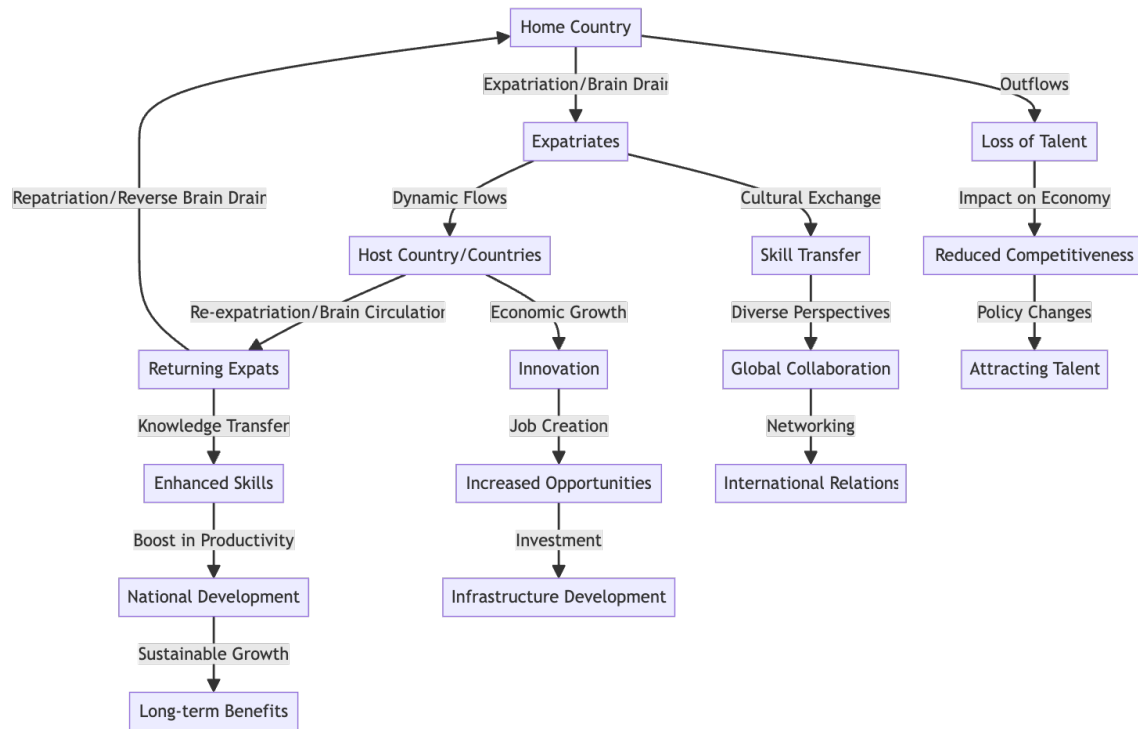 Home Country
Expatriation/Brain Drain
Outflows
Expatriates
Loss of Talent
Repatriation/Reverse Brain Drain
Dynamic Flows
Cultural Exchange
Impact on Economy
Host Country/Countries
Skill Transfer
Reduced Competitiveness
Re-expatriation/Brain Circulation
Economic Growth
Diverse Perspectives
Policy Changes
Returning Expats
Innovation
Global Collaboration
Attracting Talent
Knowledge Transfer
Job Creation
Networking
Enhanced Skills
Increased Opportunities
International Relations
Boost in Productivity
Investment
National Development
Infrastructure Development
Sustainable Growth
Long-term Benefits